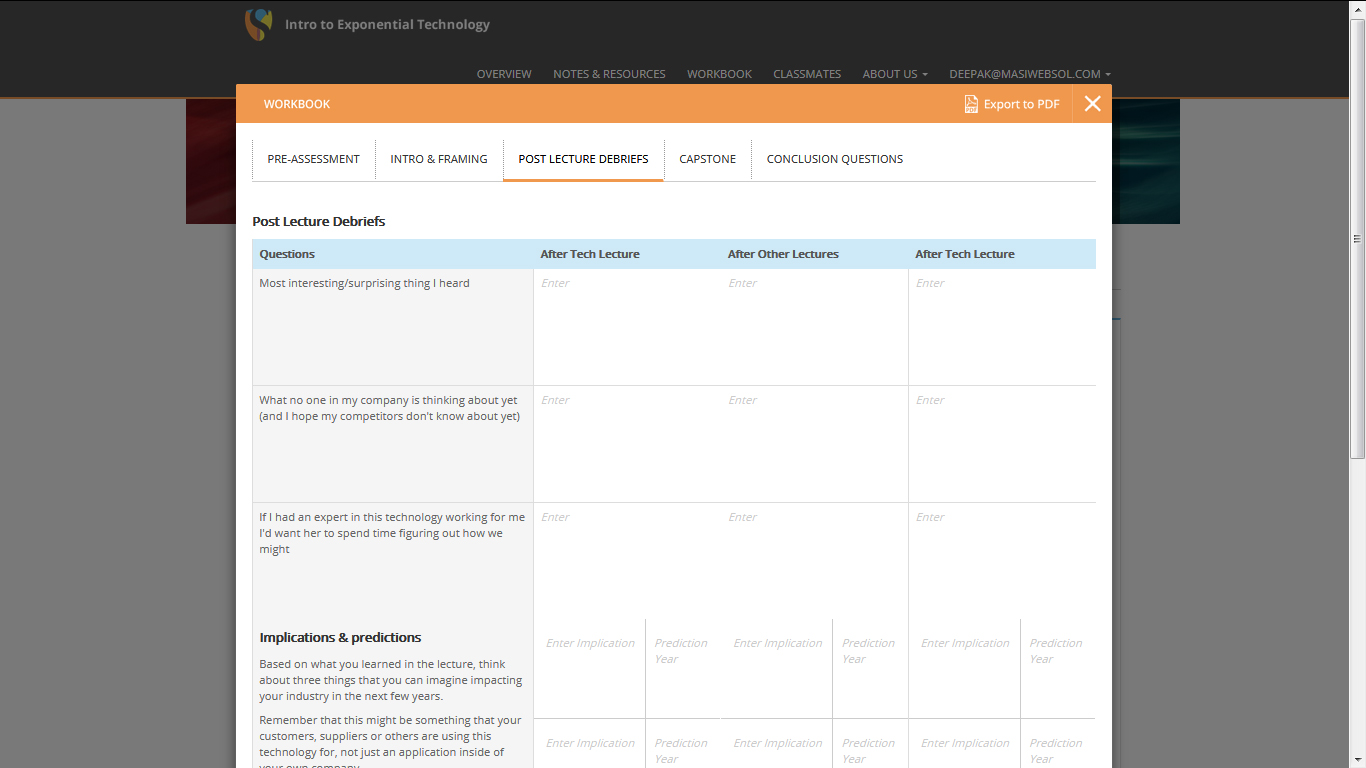 Intro to Exponential Technology
OVERVIEW NOTES & RESOURCES WORKBOOK CLASSMATES ABOUT US DEEPAK@MASIWEBSOL.COM
WORKBOOK Export to PDF
PRE-ASSESSMENT INTRO & FRAMING POST LECTURE DEBRIEFS CAPSTONE CONCLUSION QUESTIONS
Post Lecture Debriefs
Questions After Tech Lecture After Other Lectures After Tech Lecture
Most interesting/surprising thing I heard Enter Enter Enter
What no one in my company is thinking about yet Enter Enter Enter
(and I hope my competitors don't know about yet)
If I had an expert in this technology working for me Enter Enter Enter
I'd want her to spend time figuring out how we
might
Implications & predictions
Enter Implication Prediction Enter Implication Prediction Enter Implication Prediction
Year Year Year
Based on what you learned in the lecture, think
about three things that you can imagine impacting
your industry in the next few years.
Remember that this might be something that your
customers, suppliers or others are using this
Enter Implication Prediction Enter Implication Prediction Enter Implication Prediction
technology for, not just an application inside of
Year Year Year
your own company